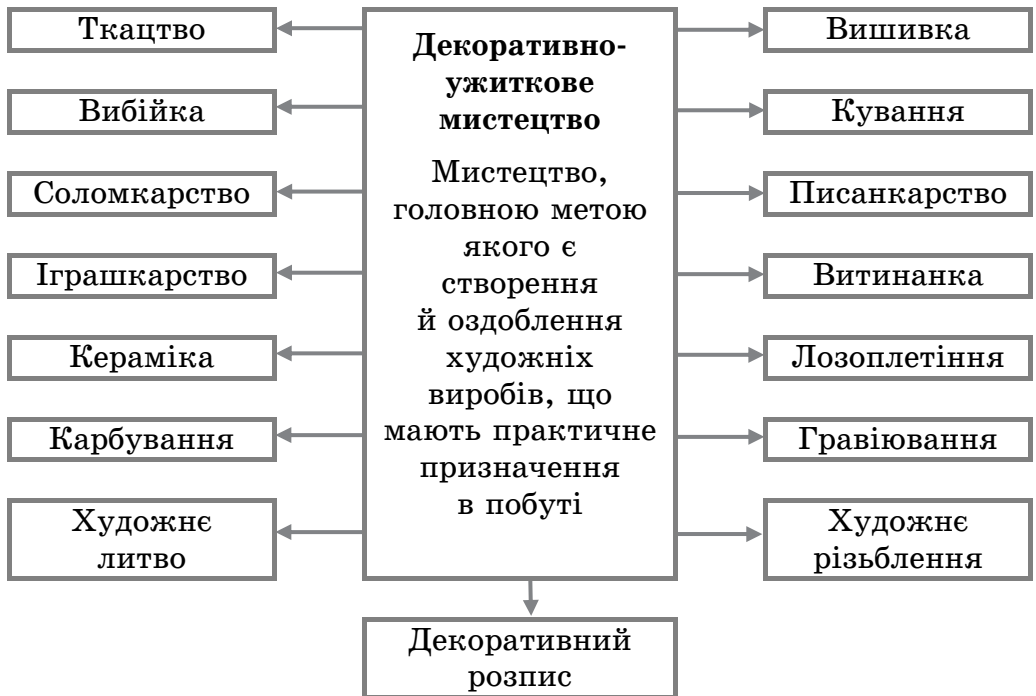 Ткацтво
Вибійка
Соломкарство
Іграшкарство
Кераміка
Карбування
Художнє
литво
Декоративно-
ужиткове
мистецтво
Мистецтво,
головною метою
якого є
створення
й оздоблення
художніх
виробів, що
мають практичне
призначення
в побуті
Вишивка
Кування
Писанкарство
Витинанка
Лозоплетіння
Гравіювання
Художнє
різьблення
Декоративний
розпис